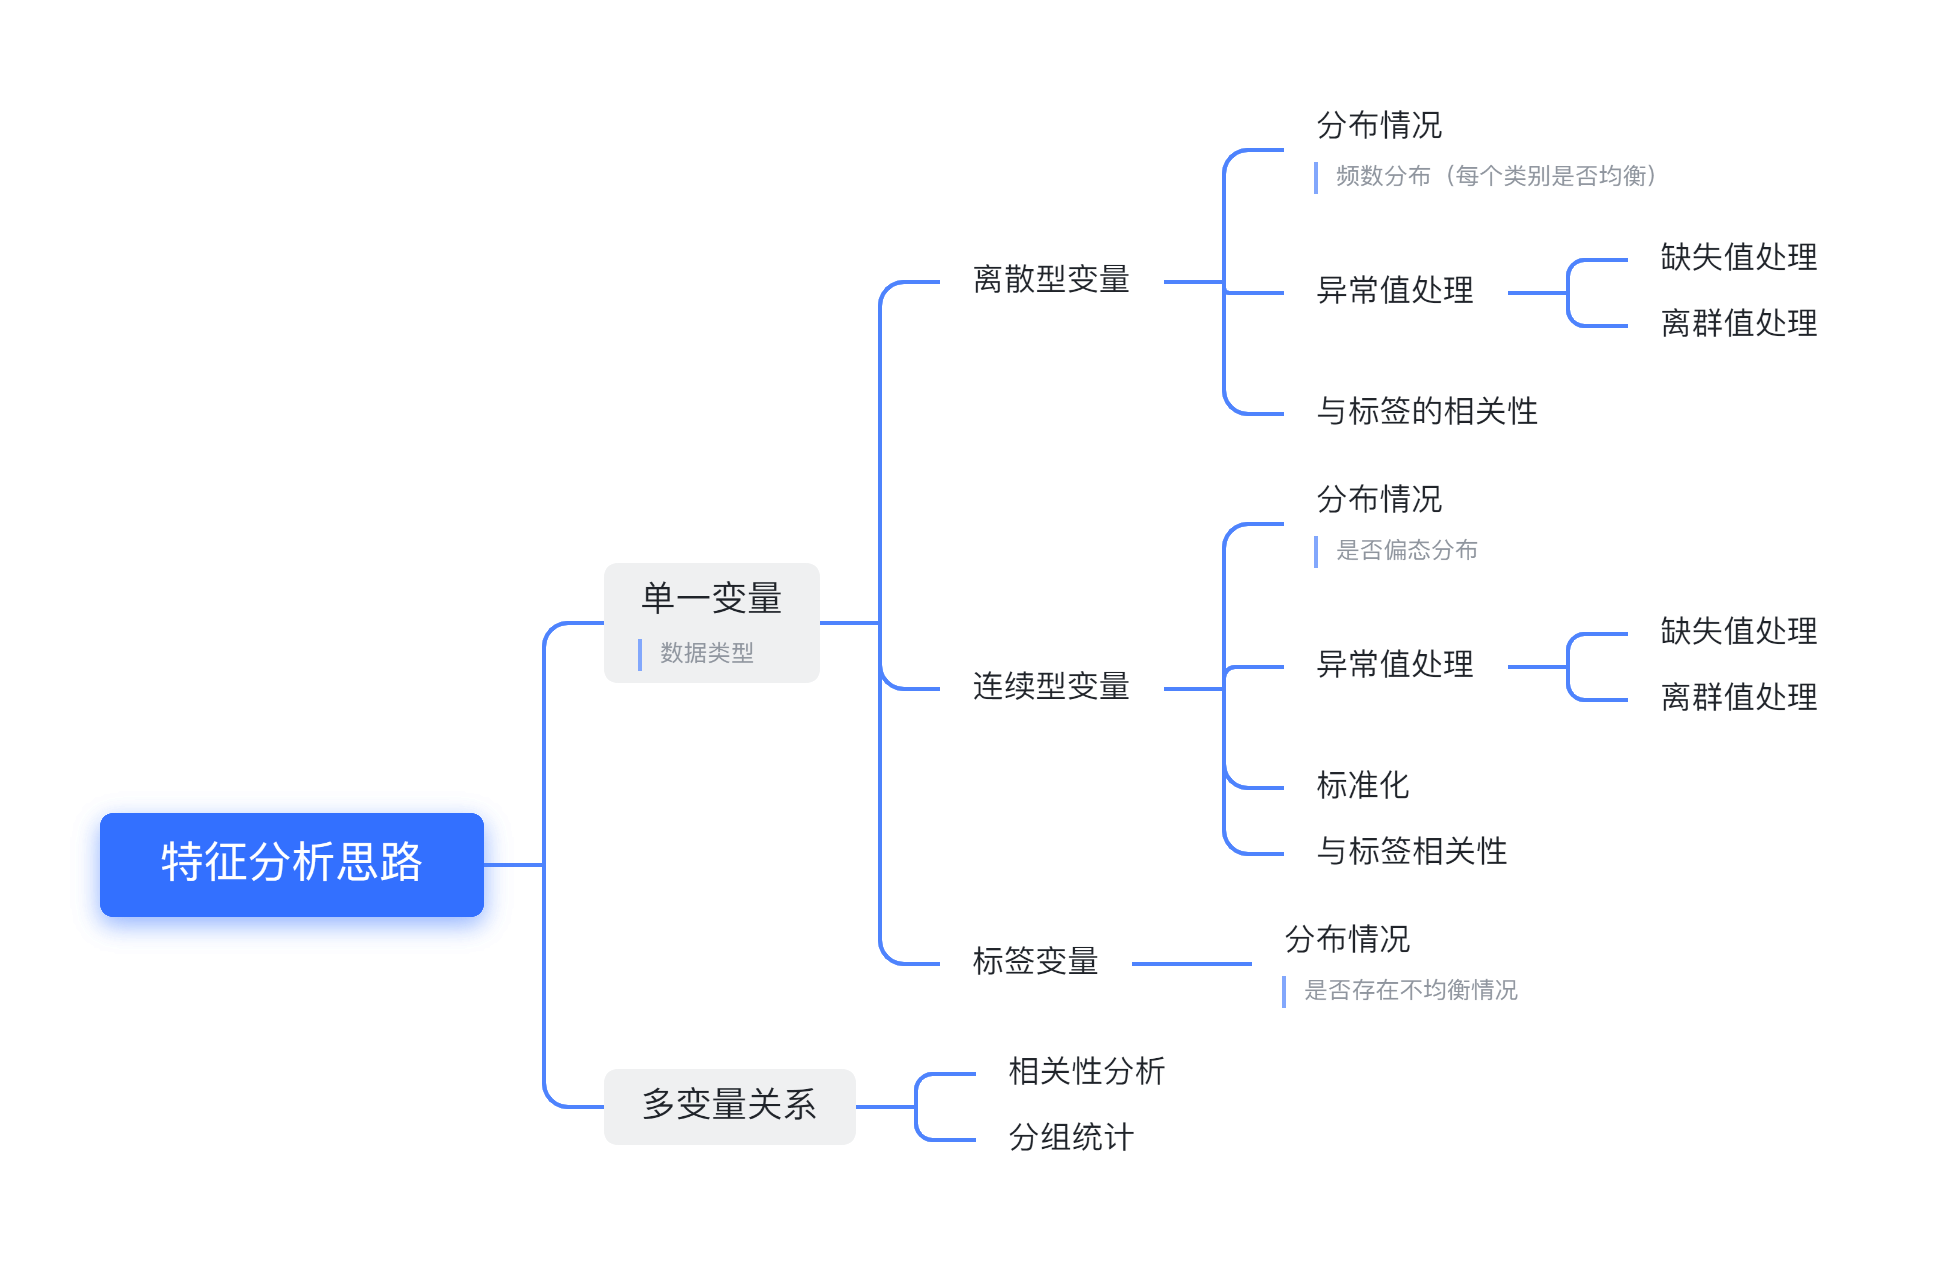 特征分析思路
单一变量
数据类型
离散型变量
分布情况
频数分布（每个类别是否均衡）
异常值处理
缺失值处理
离群值处理
与标签的相关性
连续型变量
分布情况
是否偏态分布
异常值处理
缺失值处理
离群值处理
标准化
与标签相关性
标签变量
分布情况
是否存在不均衡情况
多变量关系
相关性分析
分组统计